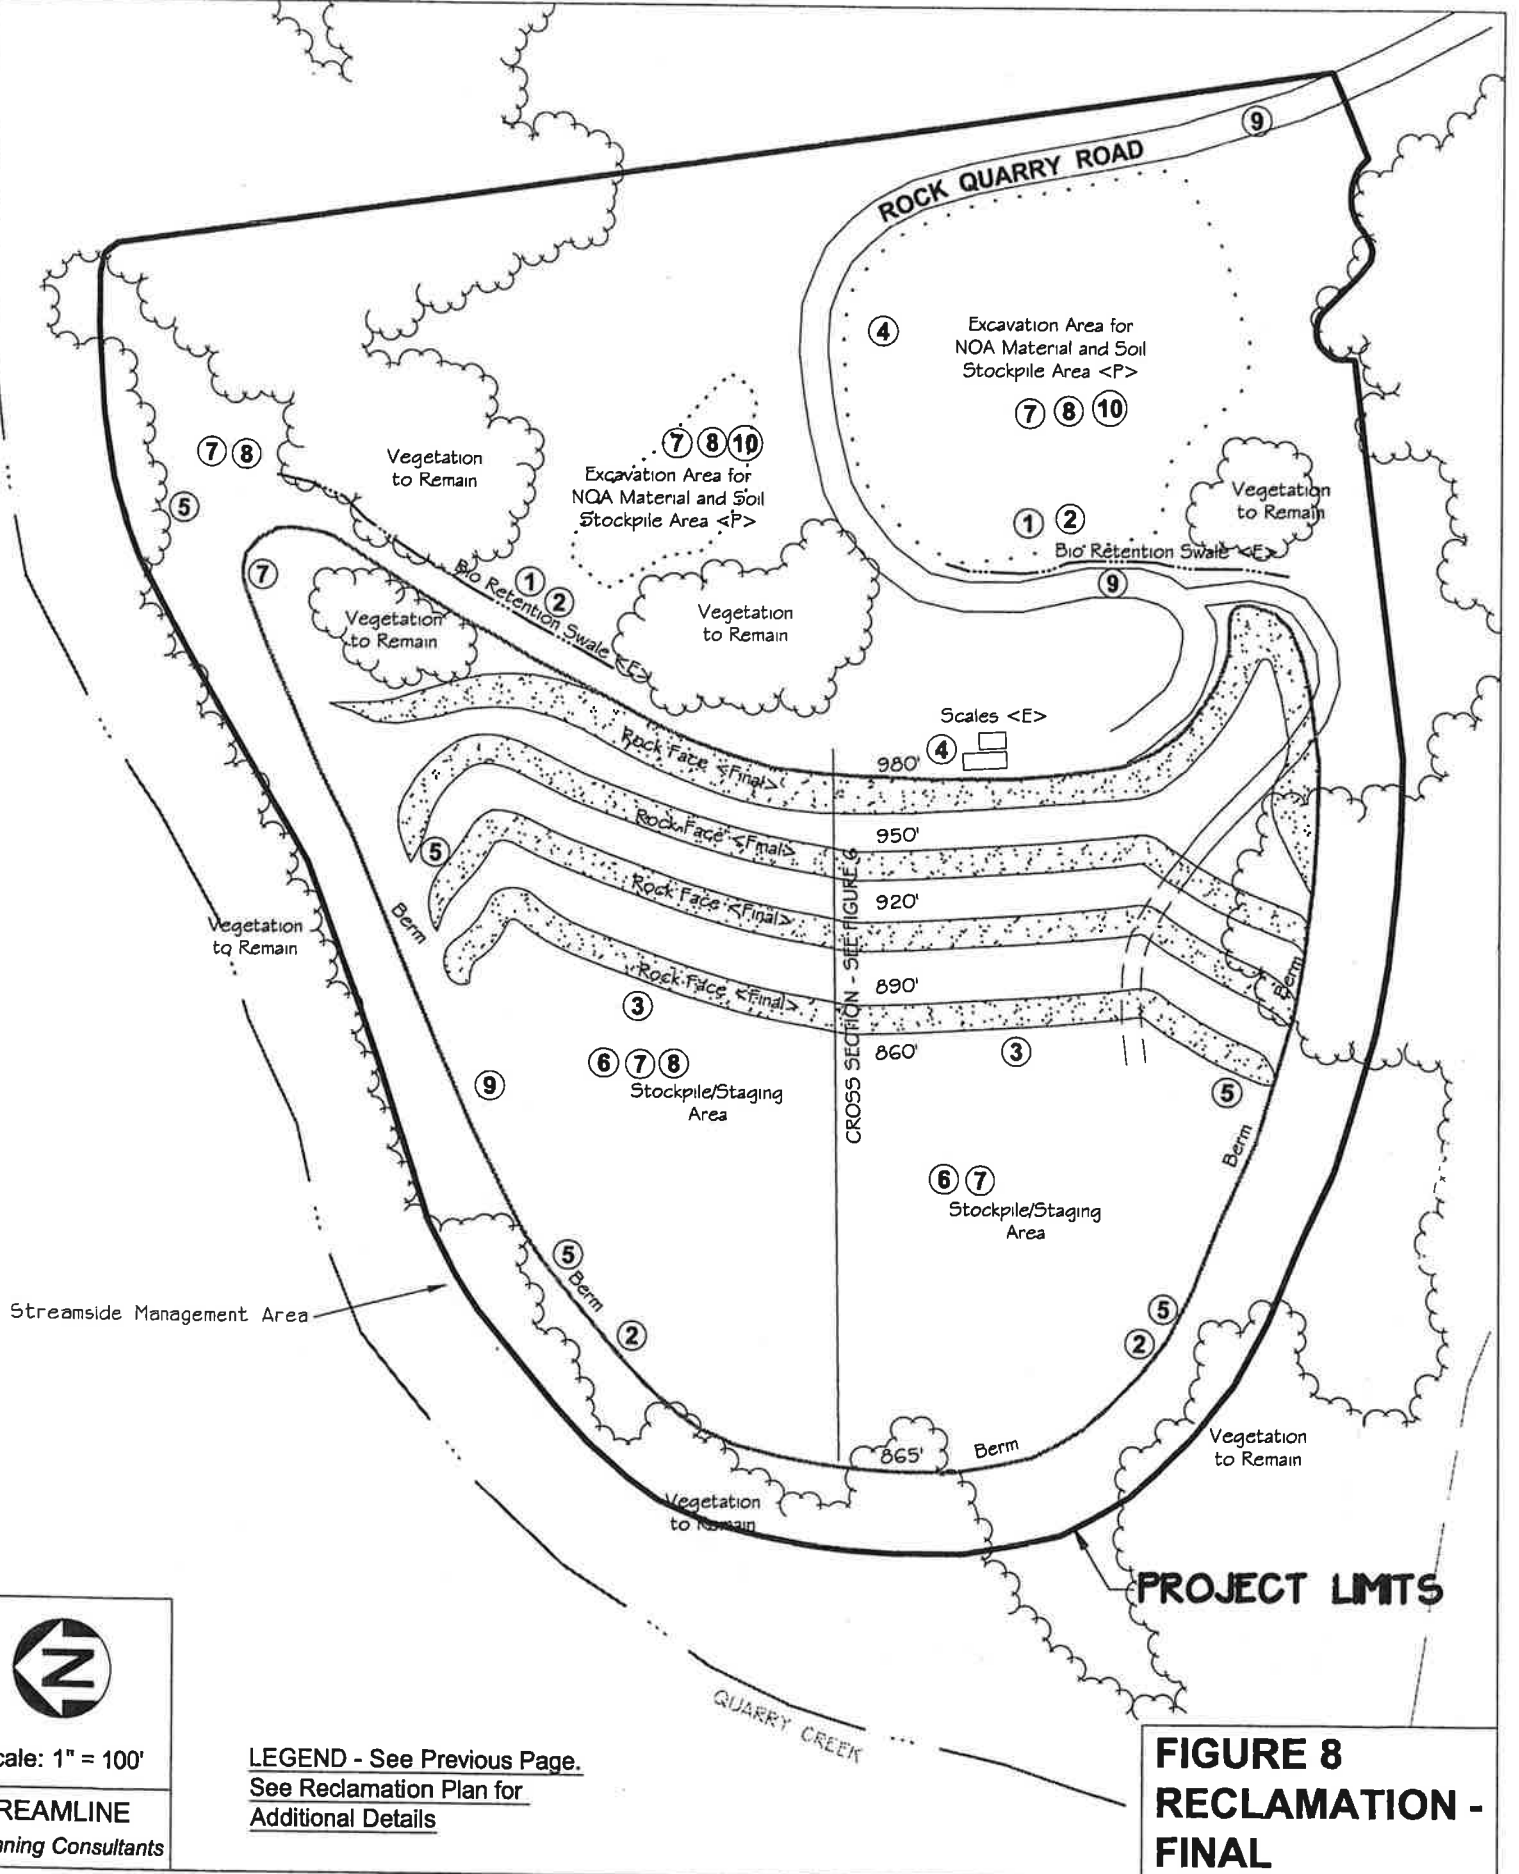 9
ROCK QUARRY ROAD
4
Excavation Area for
NOA Material and Soil
Stockpile Area <P>
7 8 10
7 8
5
Vegetation
to Remain
7 8 10
Excavation Area for
NOA Material and Soil
Stockpile Area <P>
Vegetation
to Remain
1 2
Bio Retention Swale <E>
9
7
1
2
Bio Retention Swale <E>
Vegetation
to Remain
Vegetation
to Remain
Scales <E>
4
Rock Face <Final>
980'
Rock Face <Final>
950'
5
Rock Face <Final>
920'
Berm
Vegetation
to Remain
Rock Face <Final>
890'
Berm
3
860'
3
CROSS SECTION - SEE FIGURE 6
6 7 8
Stockpile/Staging
Area
9
5
Berm
6 7
Stockpile/Staging
Area
5
Berm
2
5
2
Streamside Management Area
865'
Berm
Vegetation
to Remain
Vegetation
to Remain
PROJECT LIMITS
QUARRY CREEK
N
cale: 1" = 100'
REAMLINE
nning Consultants
LEGEND - See Previous Page.
See Reclamation Plan for
Additional Details
FIGURE 8
RECLAMATION -
FINAL